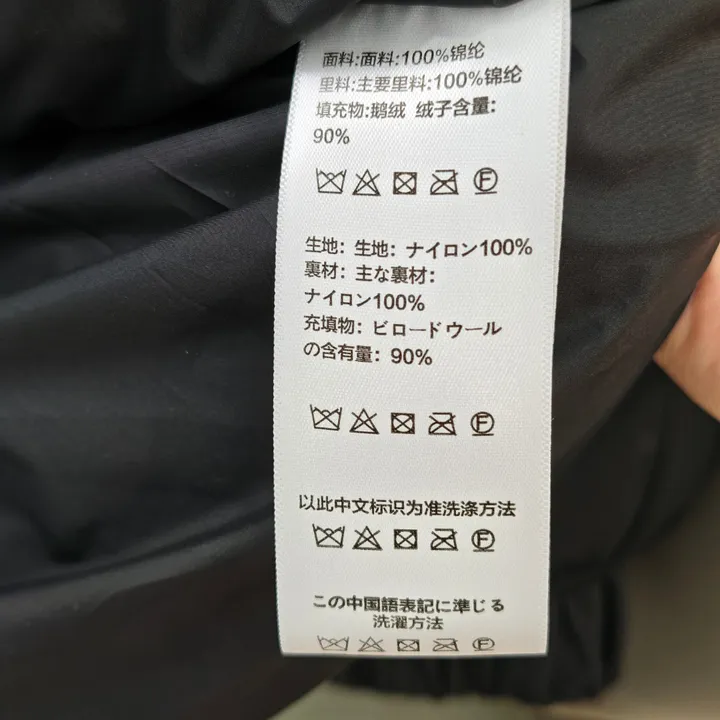 面料:面料:100%锦纶
里料:主要里料:100%锦纶
填充物:鹅绒 绒子含量:
90%
F
生地: 生地: ナイロン100%
裏材: 主な裏材:
ナイロン100%
充填物: ビロードウール
の含有量: 90%
F
以此中文标识为准洗涤方法
F
この中国語表記に準じる
洗濯方法
F